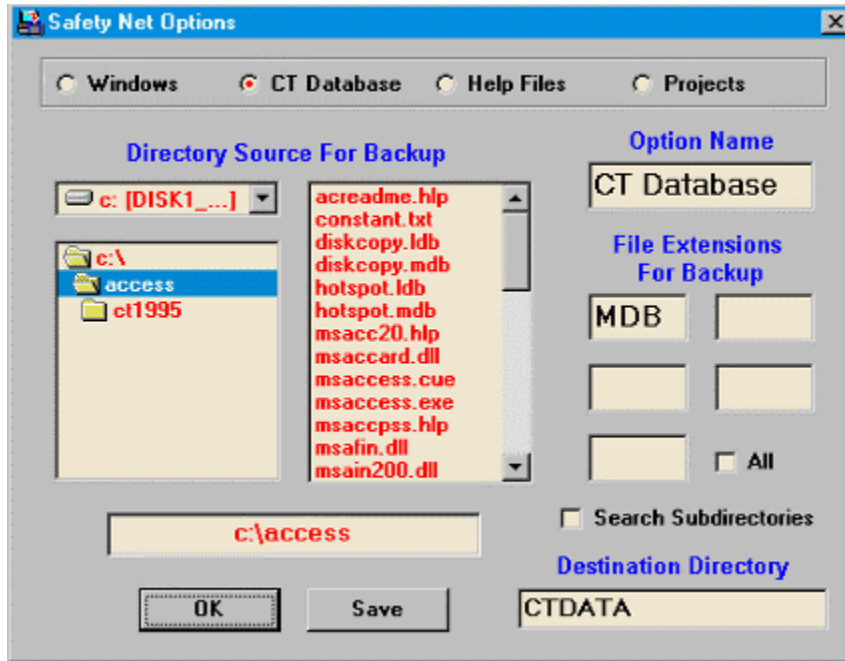 Safety Net Options
Windows CT Database Help Files Projects
Directory Source For Backup
c: [DISK1_...]
c:\
access
ct1995
acreadme.hlp
constant.txt
diskcopy.ldb
diskcopy.mdb
hotspot.ldb
hotspot.mdb
msacc20.hlp
msaccard.dll
msaccess.cue
msaccess.exe
msaccpss.hlp
msafin.dll
msain200.dll
c:\access
OK Save
Option Name
CT Database
File Extensions
For Backup
MDB
All
Search Subdirectories
Destination Directory
CTDATA